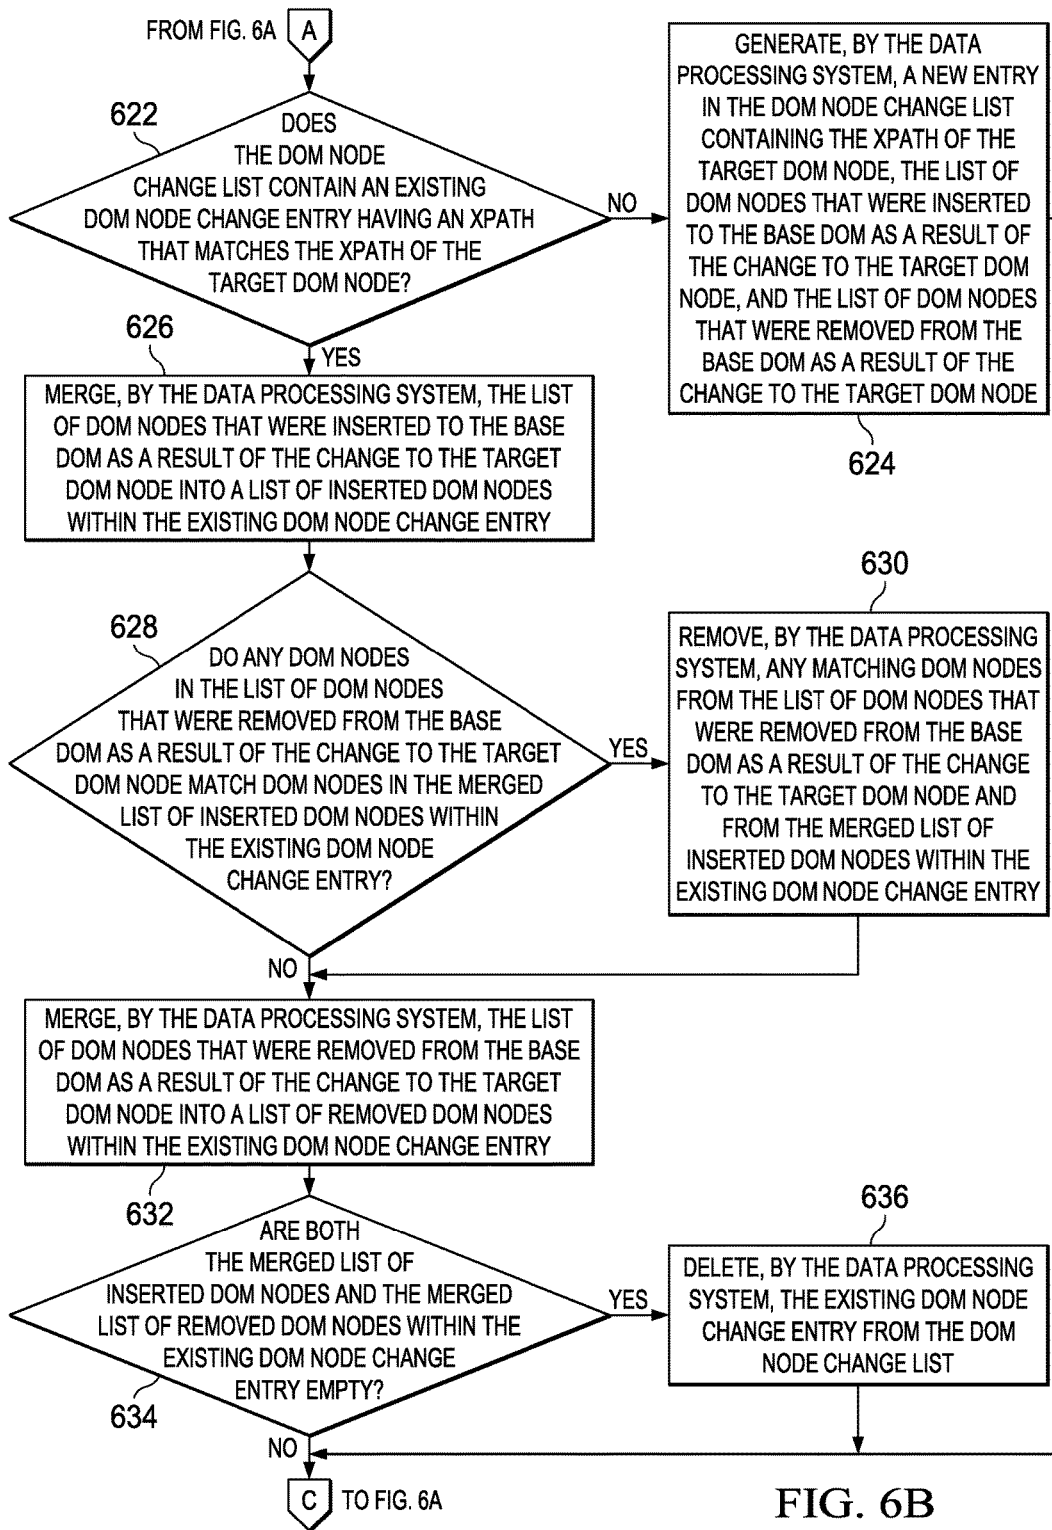 FROM FIG. 6A
A
622
DOES
THE DOM NODE
CHANGE LIST CONTAIN AN EXISTING
DOM NODE CHANGE ENTRY HAVING AN XPATH
THAT MATCHES THE XPATH OF THE
TARGET DOM NODE?
NO
GENERATE, BY THE DATA
PROCESSING SYSTEM, A NEW ENTRY
IN THE DOM NODE CHANGE LIST
CONTAINING THE XPATH OF THE
TARGET DOM NODE, THE LIST OF
DOM NODES THAT WERE INSERTED
TO THE BASE DOM AS A RESULT OF
THE CHANGE TO THE TARGET DOM
NODE, AND THE LIST OF DOM NODES
THAT WERE REMOVED FROM THE
BASE DOM AS A RESULT OF THE
CHANGE TO THE TARGET DOM NODE
624
YES
626
MERGE, BY THE DATA PROCESSING SYSTEM, THE LIST
OF DOM NODES THAT WERE INSERTED TO THE BASE
DOM AS A RESULT OF THE CHANGE TO THE TARGET
DOM NODE INTO A LIST OF INSERTED DOM NODES
WITHIN THE EXISTING DOM NODE CHANGE ENTRY
628
DO ANY DOM NODES
IN THE LIST OF DOM NODES
THAT WERE REMOVED FROM THE BASE
DOM AS A RESULT OF THE CHANGE TO THE TARGET
DOM NODE MATCH DOM NODES IN THE MERGED
LIST OF INSERTED DOM NODES WITHIN
THE EXISTING DOM NODE
CHANGE ENTRY?
YES
630
REMOVE, BY THE DATA PROCESSING
SYSTEM, ANY MATCHING DOM NODES
FROM THE LIST OF DOM NODES THAT
WERE REMOVED FROM THE BASE
DOM AS A RESULT OF THE CHANGE
TO THE TARGET DOM NODE AND
FROM THE MERGED LIST OF
INSERTED DOM NODES WITHIN THE
EXISTING DOM NODE CHANGE ENTRY
NO
MERGE, BY THE DATA PROCESSING SYSTEM, THE LIST
OF DOM NODES THAT WERE REMOVED FROM THE BASE
DOM AS A RESULT OF THE CHANGE TO THE TARGET
DOM NODE INTO A LIST OF REMOVED DOM NODES
WITHIN THE EXISTING DOM NODE CHANGE ENTRY
632
ARE BOTH
THE MERGED LIST OF
INSERTED DOM NODES AND THE MERGED
LIST OF REMOVED DOM NODES WITHIN THE
EXISTING DOM NODE CHANGE
ENTRY EMPTY?
634
YES
636
DELETE, BY THE DATA PROCESSING
SYSTEM, THE EXISTING DOM NODE
CHANGE ENTRY FROM THE DOM
NODE CHANGE LIST
NO
C
TO FIG. 6A
FIG. 6B